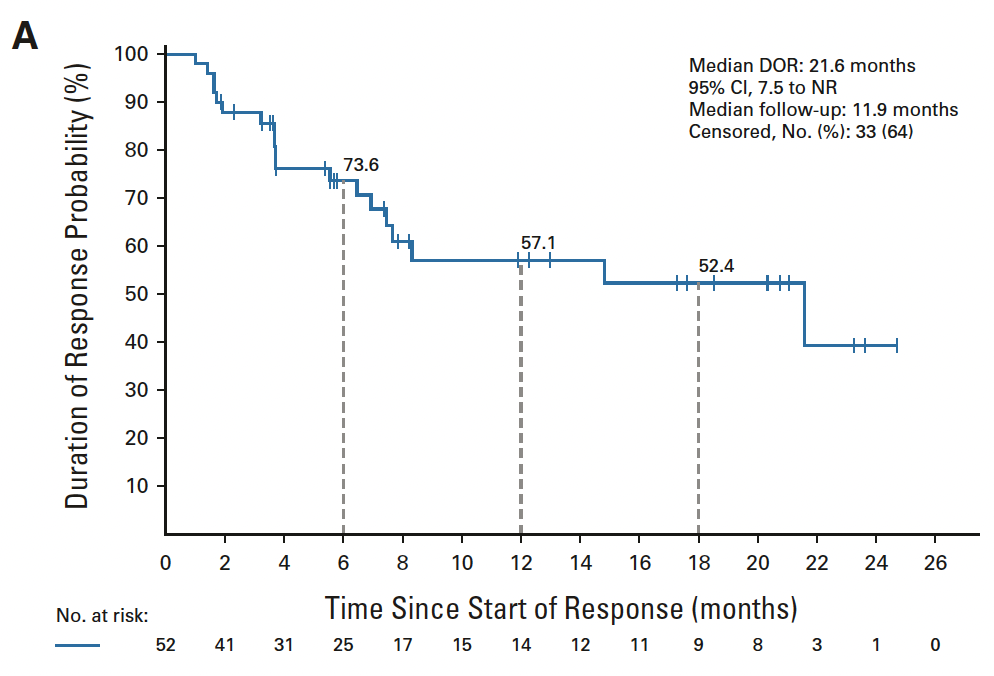 A
Duration of Response Probability (%)
100
90
80
70
60
50
40
30
20
10
Median DOR: 21.6 months
95% CI, 7.5 to NR
Median follow-up: 11.9 months
Censored, No. (%): 33 (64)
73.6
57.1
52.4
0 2 4 6 8 10 12 14 16 18 20 22 24 26
Time Since Start of Response (months)
No. at risk:
52 41 31 25 17 15 14 12 11 9 8 3 1 0